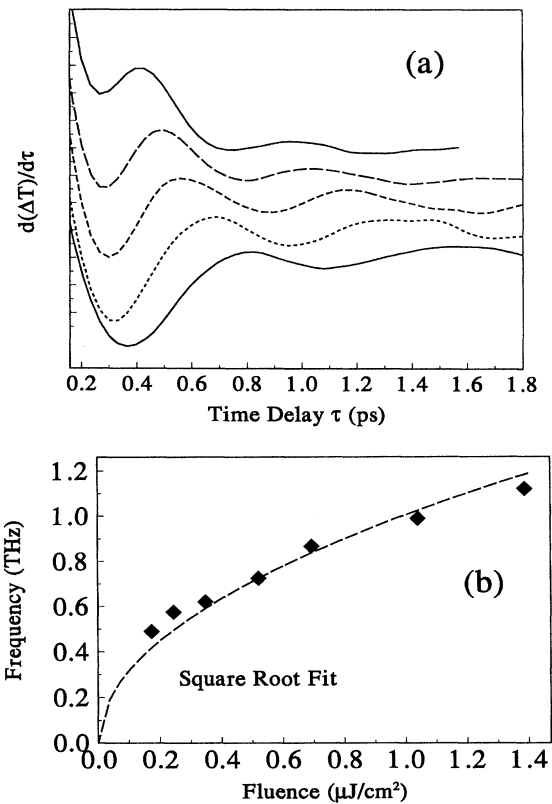 (a)
d(ΔT)/dτ
0.2 0.4 0.6 0.8 1.0 1.2 1.4 1.6 1.8
Time Delay τ (ps)
1.2
1.0
0.8
0.6
0.4
0.2
0.0
Frequency (THz)
(b)
Square Root Fit
0.0 0.2 0.4 0.6 0.8 1.0 1.2 1.4
Fluence (μJ/cm²)